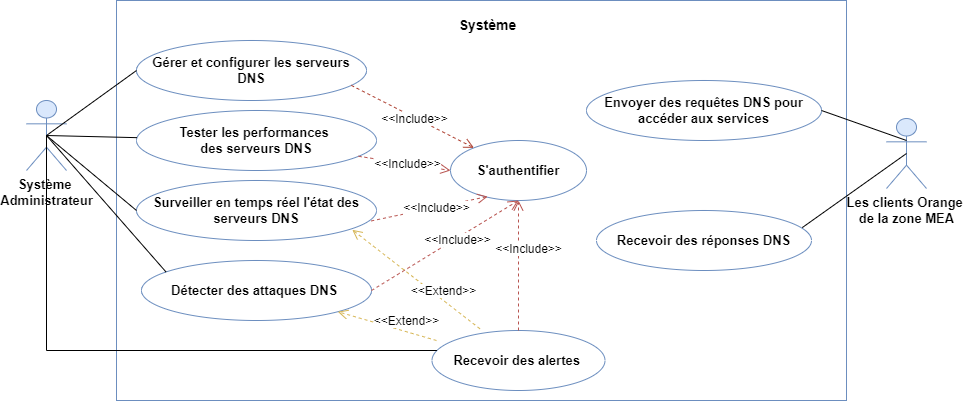 Système
Gérer et configurer les serveurs
DNS
<<Include>>
Envoyer des requêtes DNS pour
accéder aux services
Tester les performances
des serveurs DNS
<<Include>>
S'authentifier
Système
Administrateur
Les clients Orange
de la zone MEA
Surveiller en temps réel l'état des
serveurs DNS
<<Include>>
<<Include>>
<<Include>>
Recevoir des réponses DNS
Détecter des attaques DNS
<<Extend>>
<<Extend>>
Recevoir des alertes